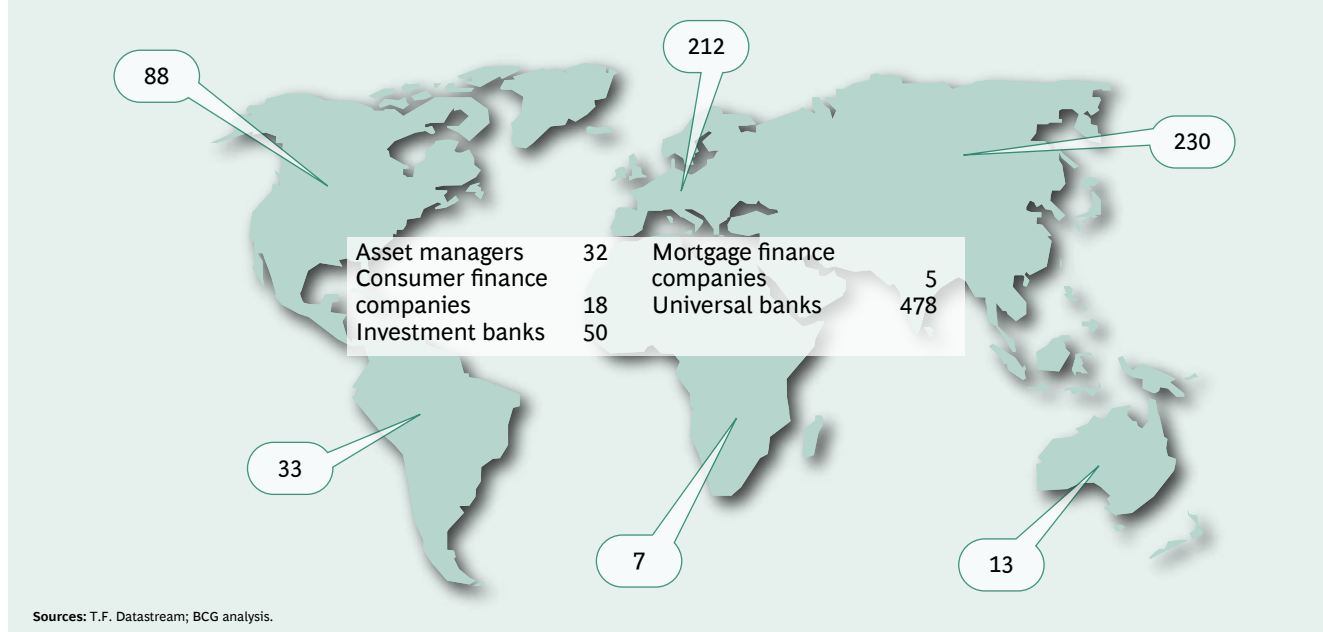 212
88
230
Asset managers 32
Consumer finance
companies 18
Investment banks 50
Mortgage finance
companies 5
Universal banks 478
33
7
13
Sources: T.F. Datastream; BCG analysis.